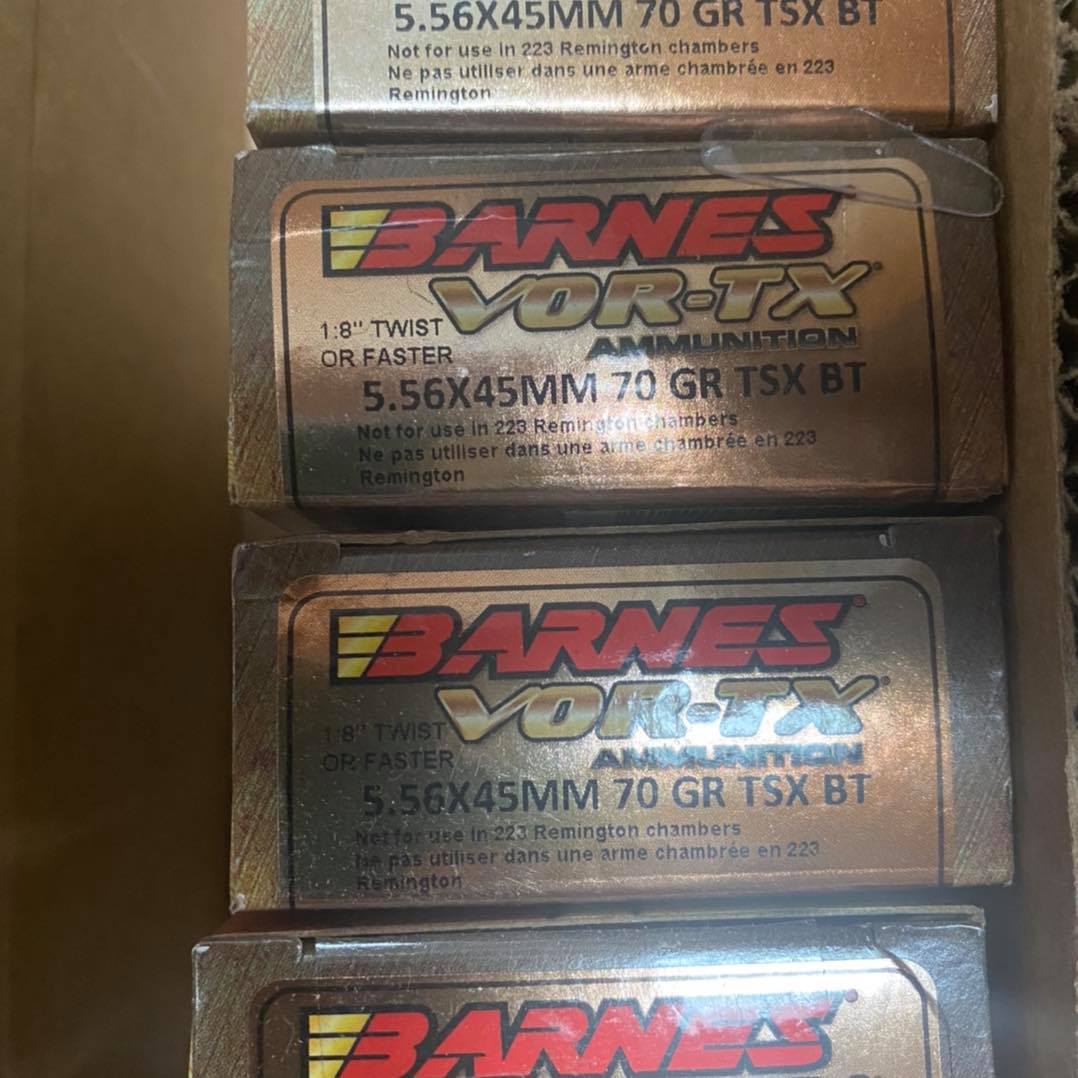 5.56X45MM 70 GR TSX BT
Not for use in 223 Remington chambers
Ne pas utiliser dans une arme chambrée en 223
Remington
BARNES
VOR-TX®
AMMUNITION
1:8" TWIST
OR FASTER
5.56X45MM 70 GR TSX BT
Not for use in 223 Remington chambers
Ne pas utiliser dans une arme chambrée en 223
Remington
BARNES®
VOR-TX®
AMMUNITION
1:8" TWIST
OR FASTER
5.56X45MM 70 GR TSX BT
Not for use in 223 Remington chambers
Ne pas utiliser dans une arme chambrée en 223
Remington
BARNES®